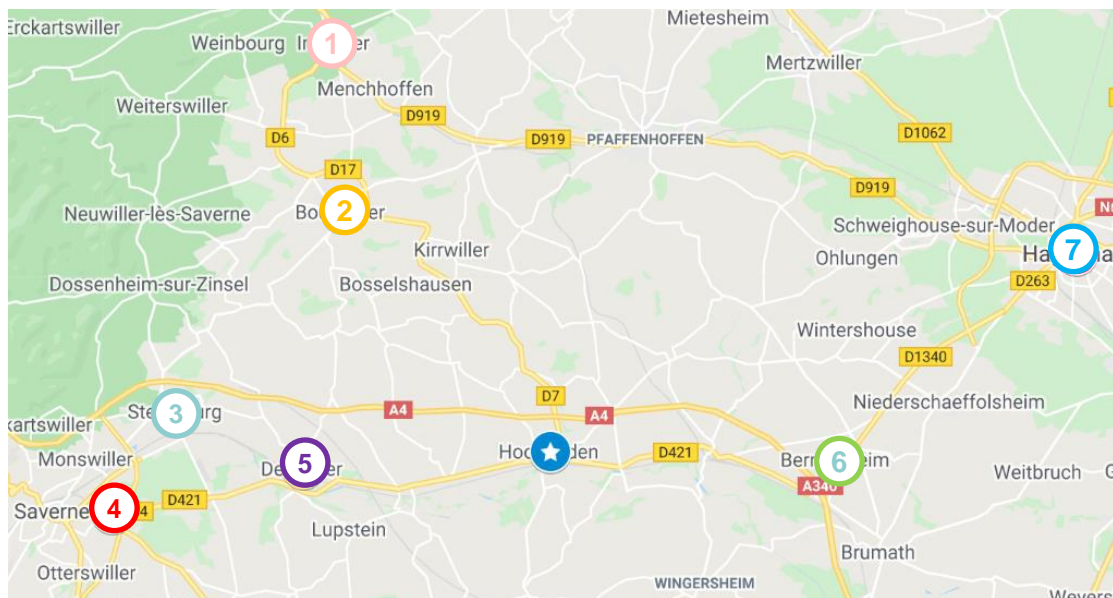 Erckartswiller
Mietesheim
Weinbourg
1
Mertzwiller
Menchhoffen
Weiterswiller
D919
D1062
D6
D919
PFAFFENHOFFEN
D17
D919
Neuwiller-lès-Saverne
2
Schweighouse-sur-Moder
Kirrwiller
7
Ohlungen
Dossenheim-sur-Zinsel
Bosselshausen
D263
Wintershouse
D1340
D7
3
A4
A4
Niederschaeffolsheim
D421
Monswiller
5
6
Weitbruch
A340
D421
4
Saverne
Lupstein
Brumath
Otterswiller
WINGERSHEIM